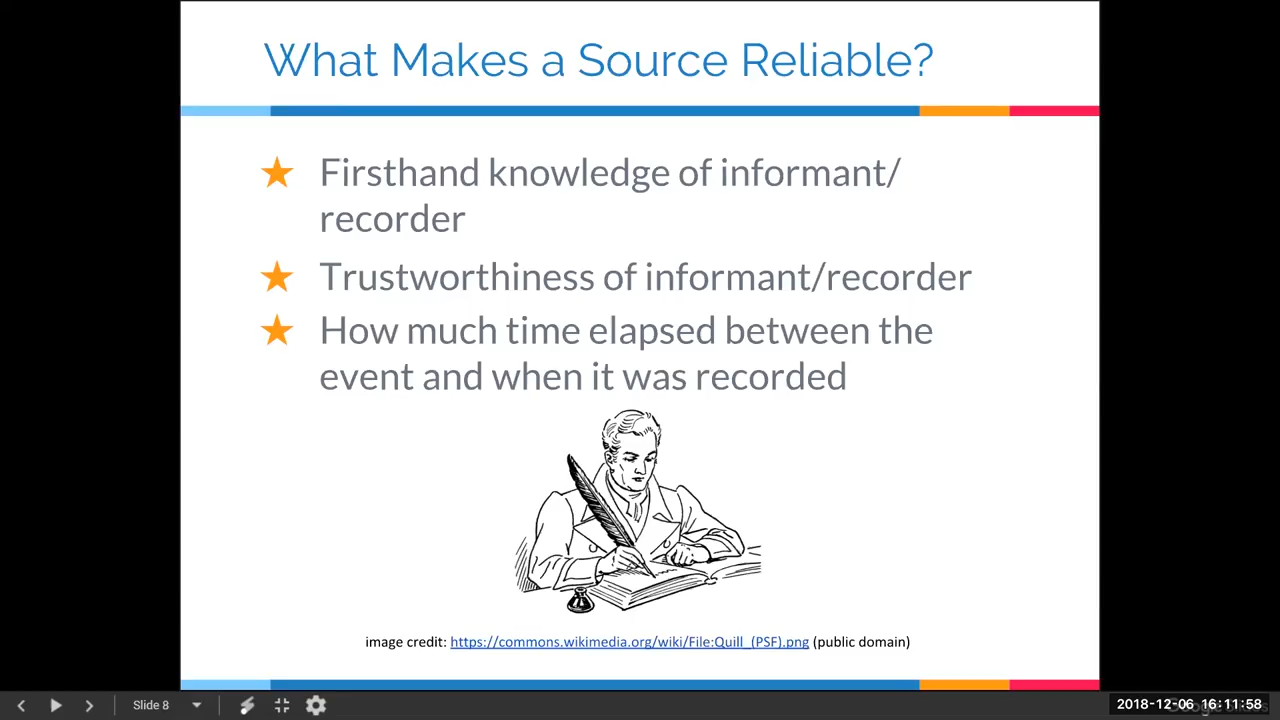 What Makes a Source Reliable?
★ Firsthand knowledge of informant/
recorder
★ Trustworthiness of informant/recorder
★ How much time elapsed between the
event and when it was recorded
image credit: https://commons.wikimedia.org/wiki/File:Quill_(PSF).png (public domain)
Slide 8
2018-12-06 16:11:58